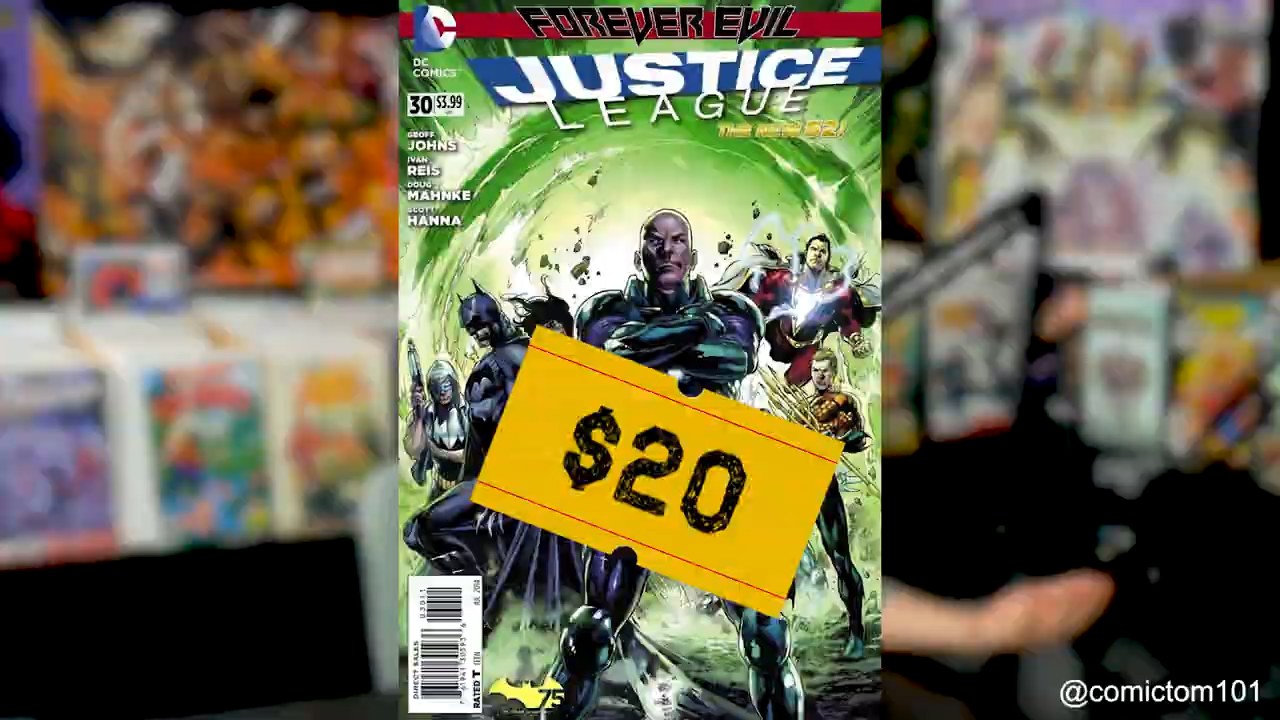 FOREVER EVIL
DC
COMICS™
JUSTICE
LEAGUE
THE NEW 52!
30 $3.99
GEOFF
JOHNS
IVAN
REIS
DOUG
MAHNKE
SCOTT
HANNA
$20
DIRECT SALES
RATED T
75
@comictom101